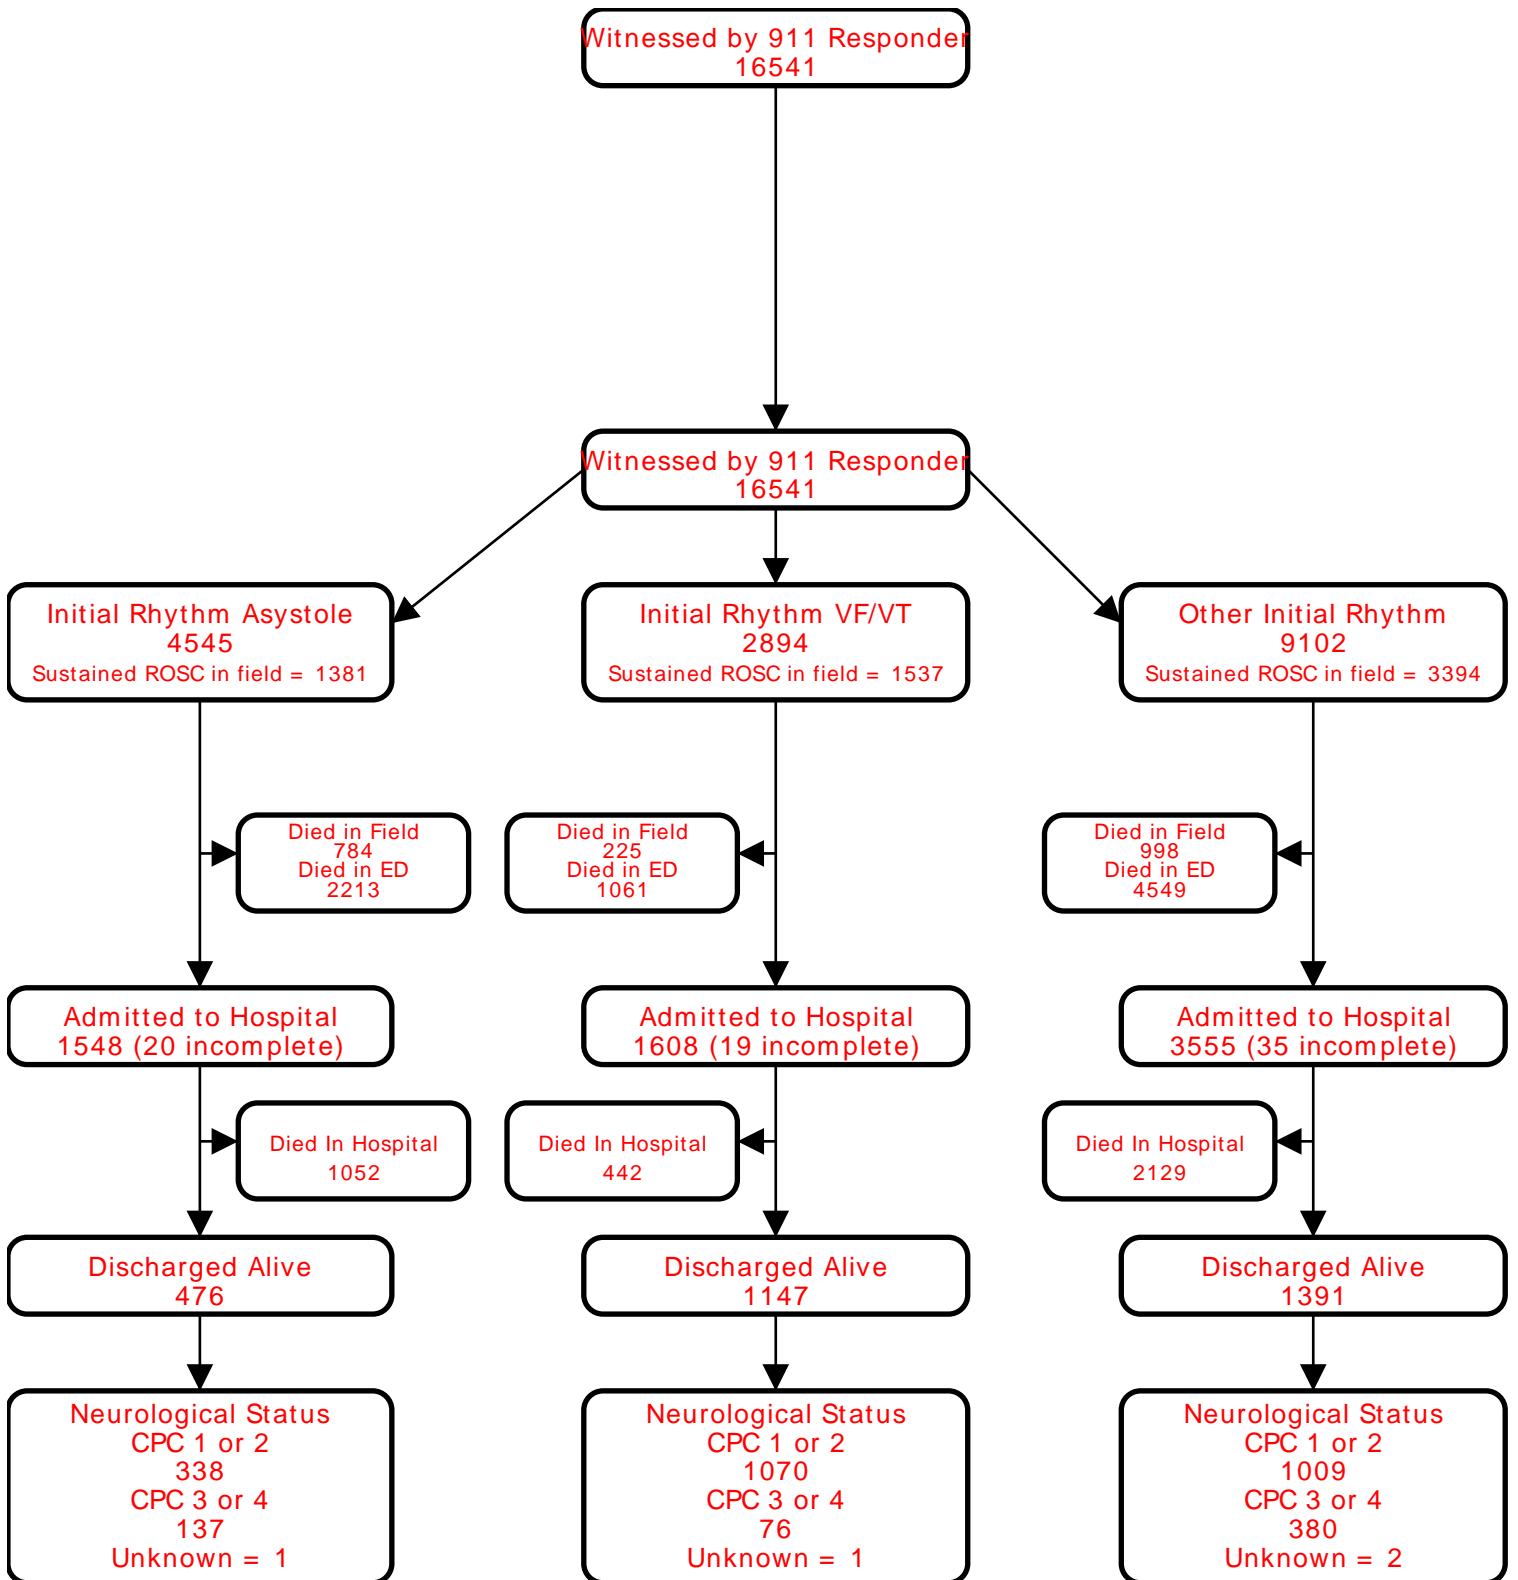 Witnessed by 911 Responder
16541
Witnessed by 911 Responder
16541
Initial Rhythm Asystole
4545
Sustained ROSC in field = 1381
Initial Rhythm VF/VT
2894
Sustained ROSC in field = 1537
Other Initial Rhythm
9102
Sustained ROSC in field = 3394
Died in Field
784
Died in ED
2213
Died in Field
225
Died in ED
1061
Died in Field
998
Died in ED
4549
Admitted to Hospital
1548 (20 incomplete)
Admitted to Hospital
1608 (19 incomplete)
Admitted to Hospital
3555 (35 incomplete)
Died In Hospital
1052
Died In Hospital
442
Died In Hospital
2129
Discharged Alive
476
Discharged Alive
1147
Discharged Alive
1391
Neurological Status
CPC 1 or 2
338
CPC 3 or 4
137
Unknown = 1
Neurological Status
CPC 1 or 2
1070
CPC 3 or 4
76
Unknown = 1
Neurological Status
CPC 1 or 2
1009
CPC 3 or 4
380
Unknown = 2